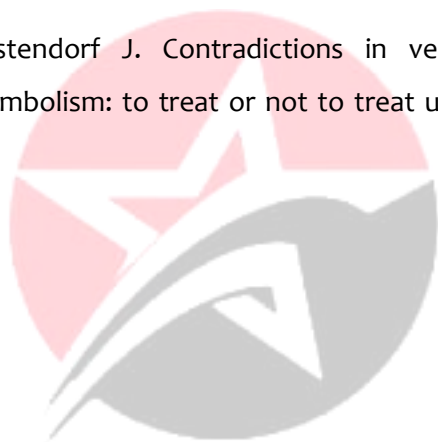 stendorf J. Contradictions in ve
mbolism: to treat or not to treat u